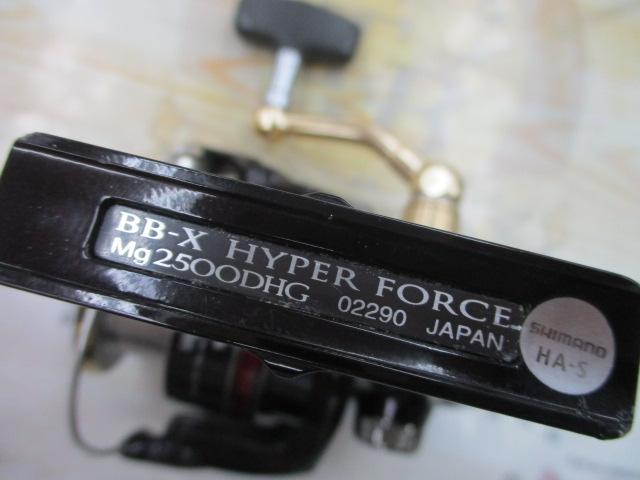 BB-X HYPER FORCE
Mg2500DHG 02290 JAPAN
SHIMANO
HA-S